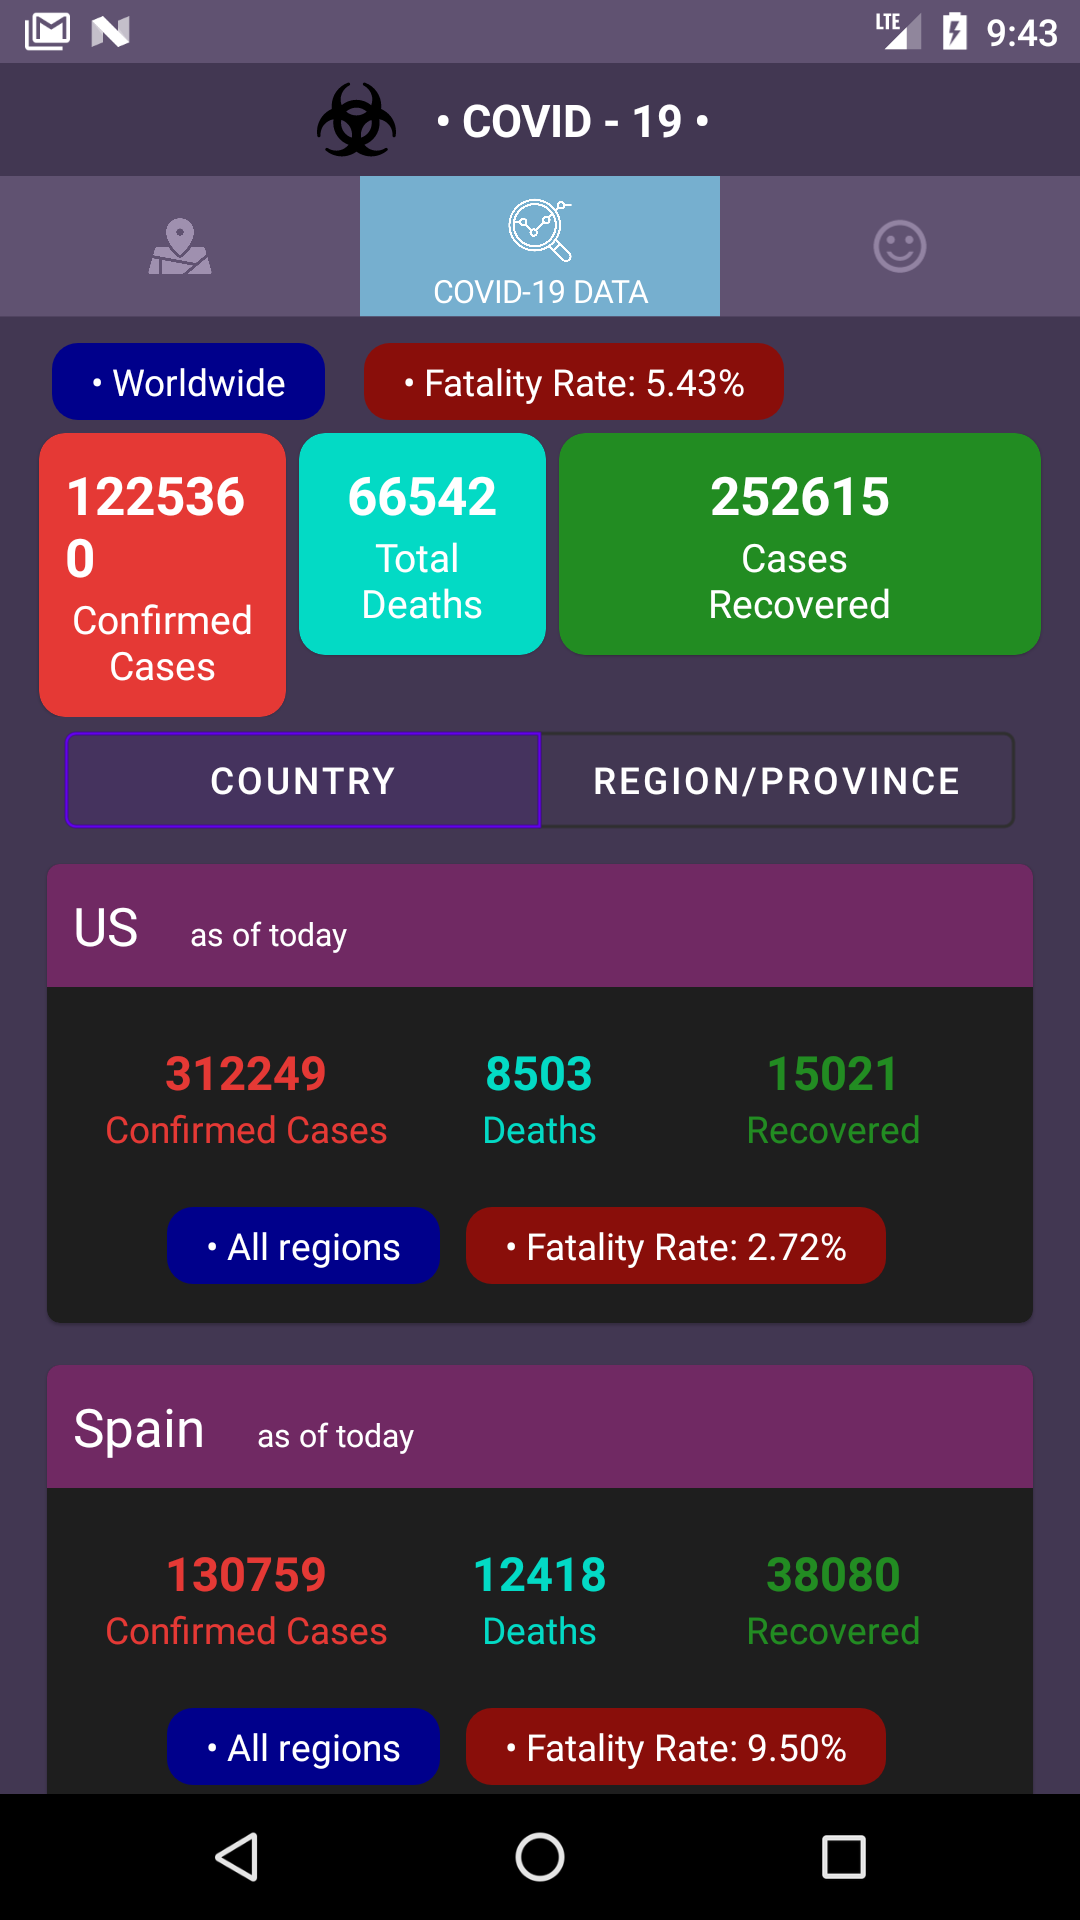 LTE 9:43
• COVID - 19 •
COVID-19 DATA
• Worldwide
• Fatality Rate: 5.43%
122536
0
Confirmed
Cases
66542
Total
Deaths
252615
Cases
Recovered
COUNTRY
REGION/PROVINCE
US as of today
312249
Confirmed Cases
8503
Deaths
15021
Recovered
• All regions
• Fatality Rate: 2.72%
Spain as of today
130759
Confirmed Cases
12418
Deaths
38080
Recovered
• All regions
• Fatality Rate: 9.50%